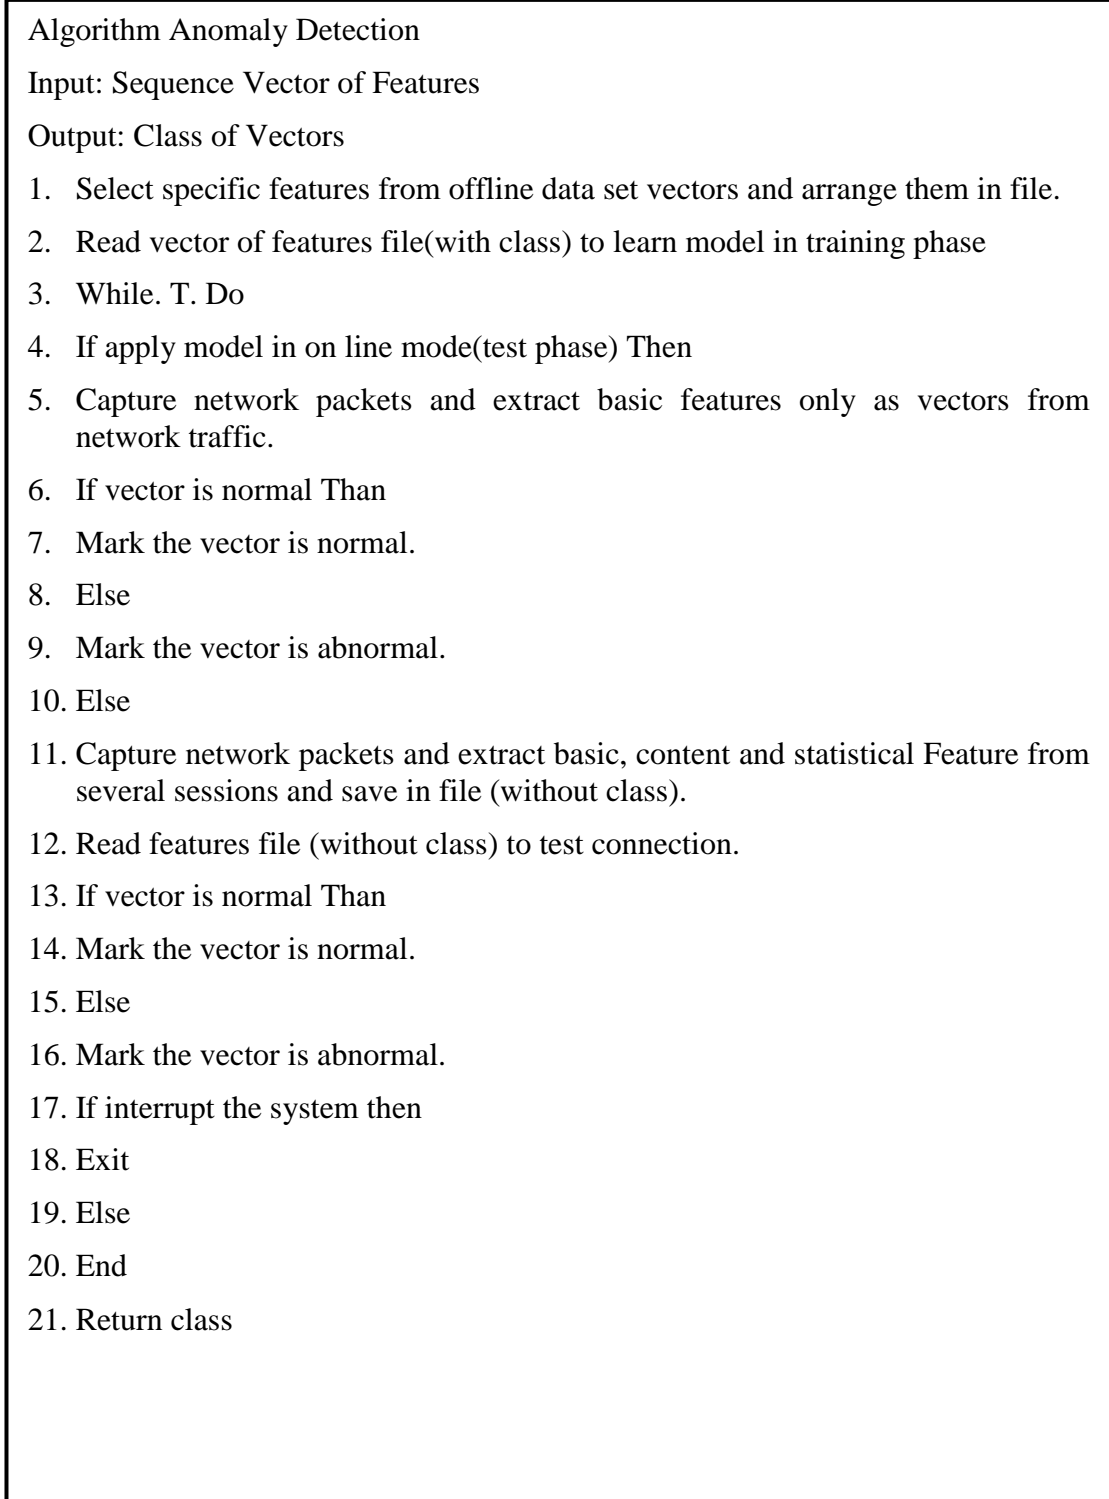 Algorithm Anomaly Detection
Input: Sequence Vector of Features
Output: Class of Vectors
1. Select specific features from offline data set vectors and arrange them in file.
2. Read vector of features file(with class) to learn model in training phase
3. While. T. Do
4. If apply model in on line mode(test phase) Then
5. Capture network packets and extract basic features only as vectors from
network traffic.
6. If vector is normal Than
7. Mark the vector is normal.
8. Else
9. Mark the vector is abnormal.
10. Else
11. Capture network packets and extract basic, content and statistical Feature from
several sessions and save in file (without class).
12. Read features file (without class) to test connection.
13. If vector is normal Than
14. Mark the vector is normal.
15. Else
16. Mark the vector is abnormal.
17. If interrupt the system then
18. Exit
19. Else
20. End
21. Return class